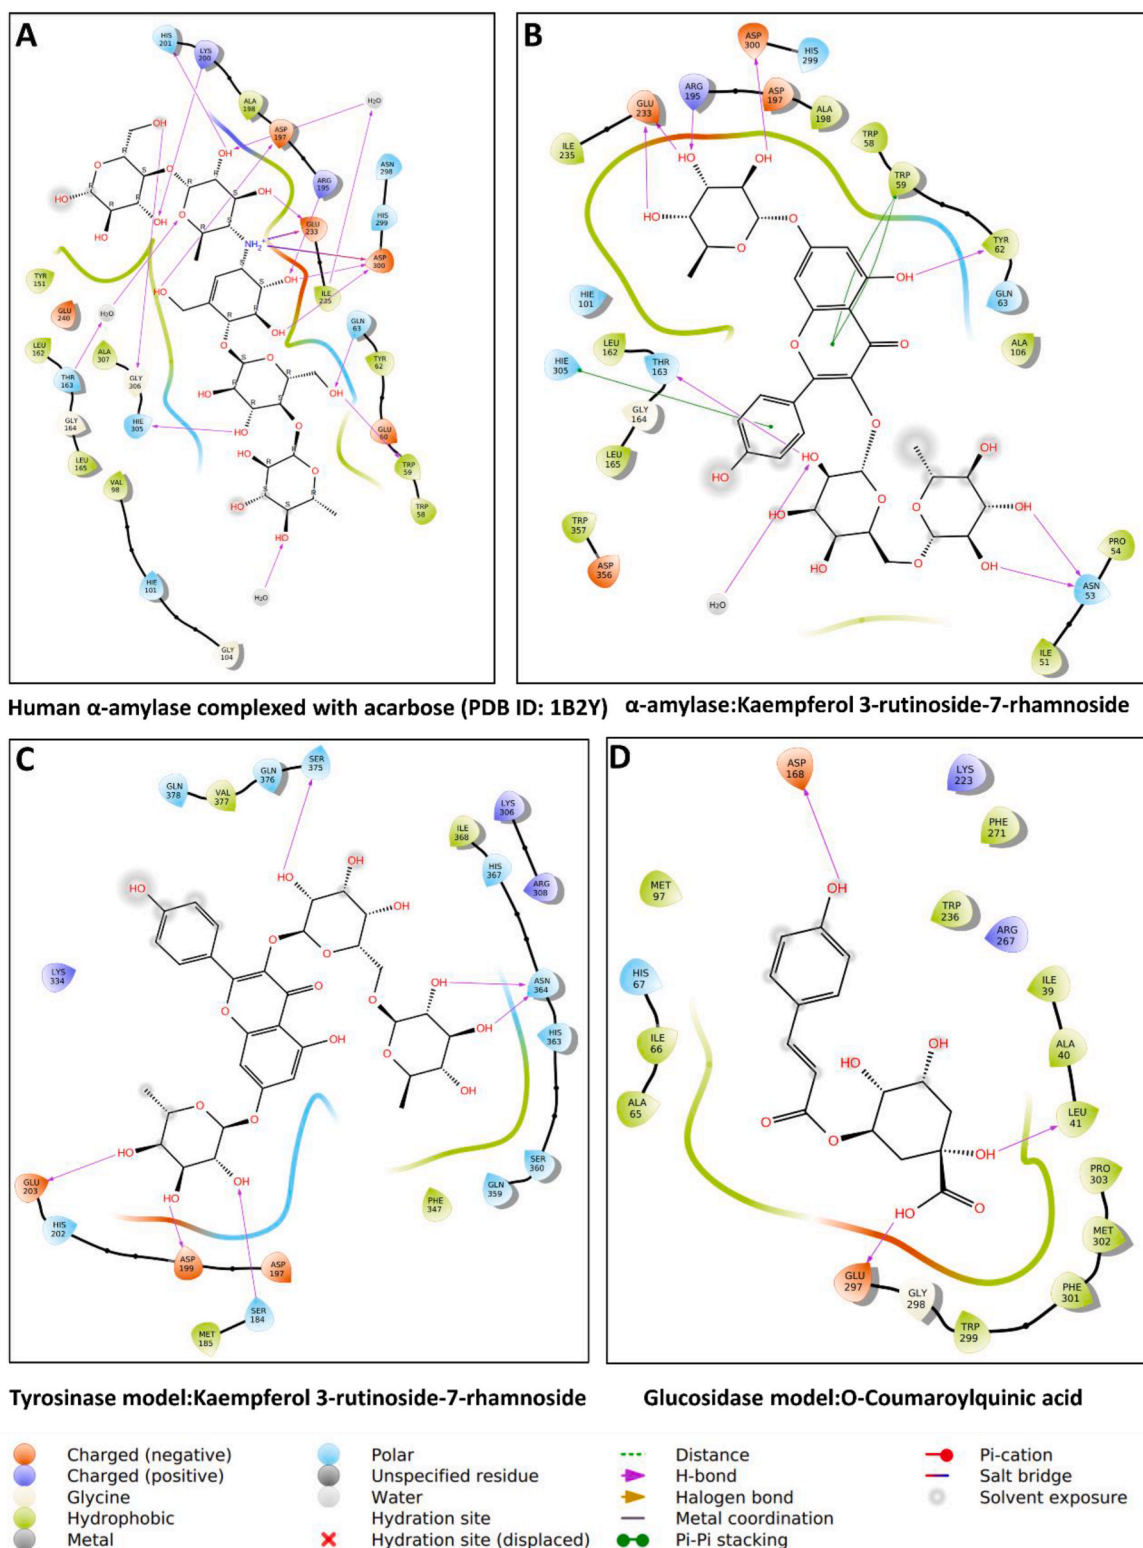 A
HIS
201
LYS
200
ALA
198
H₂O
ASP
197
ASN
298
ARG
195
HIS
299
GLU
233
ASP
300
ILE
235
NH₂⁺
TYR
151
GLU
240
H₂O
GLN
63
LEU
162
ALA
307
TYR
62
THR
163
GLY
306
GLY
164
HIE
305
GLU
60
LEU
165
TRP
59
VAL
98
TRP
58
HIE
101
H₂O
GLY
104
B
ASP
300
HIS
299
ARG
195
ASP
197
GLU
233
ALA
198
ILE
235
TRP
58
TRP
59
TYR
62
GLN
63
HIE
101
ALA
106
LEU
162
HIE
305
THR
163
GLY
164
LEU
165
TRP
357
ASP
356
H₂O
PRO
54
ASN
53
ILE
51
Human α-amylase complexed with acarbose (PDB ID: 1B2Y)
α-amylase:Kaempferol 3-rutinoside-7-rhamnoside
C
SER
375
GLN
376
GLN
378
VAL
377
LYS
306
ILE
368
HIS
367
ARG
308
LYS
334
ASN
364
HIS
363
SER
360
GLN
359
PHE
347
GLU
203
HIS
202
ASP
199
ASP
197
SER
184
MET
185
D
ASP
168
LYS
223
PHE
271
MET
97
TRP
236
ARG
267
HIS
67
ILE
39
ILE
66
ALA
40
ALA
65
LEU
41
PRO
303
MET
302
GLU
297
GLY
298
PHE
301
TRP
299
Tyrosinase model:Kaempferol 3-rutinoside-7-rhamnoside
Glucosidase model:O-Coumaroylquinic acid
Charged (negative)
Charged (positive)
Glycine
Hydrophobic
Metal
Polar
Unspecified residue
Water
Hydration site
Hydration site (displaced)
Distance
H-bond
Halogen bond
Metal coordination
Pi-Pi stacking
Pi-cation
Salt bridge
Solvent exposure